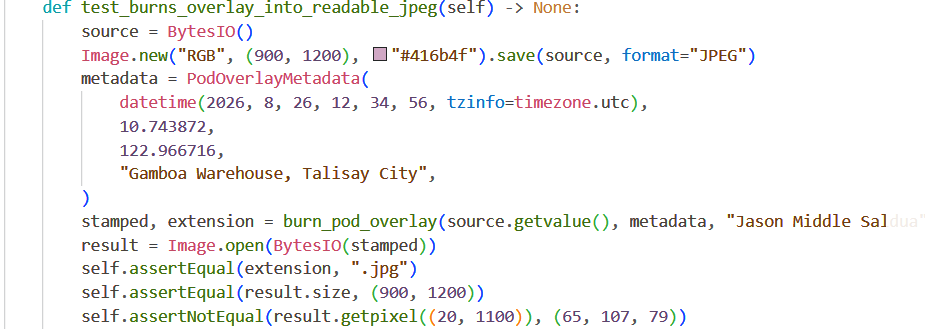 def test_burns_overlay_into_readable_jpeg(self) -> None:
source = BytesIO()
Image.new("RGB", (900, 1200), "#416b4f").save(source, format="JPEG")
metadata = PodOverlayMetadata(
datetime(2026, 8, 26, 12, 34, 56, tzinfo=timezone.utc),
10.743872,
122.966716,
"Gamboa Warehouse, Talisay City",
)
stamped, extension = burn_pod_overlay(source.getvalue(), metadata, "Jason Middle Saldua"
result = Image.open(BytesIO(stamped))
self.assertEqual(extension, ".jpg")
self.assertEqual(result.size, (900, 1200))
self.assertNotEqual(result.getpixel((20, 1100)), (65, 107, 79))